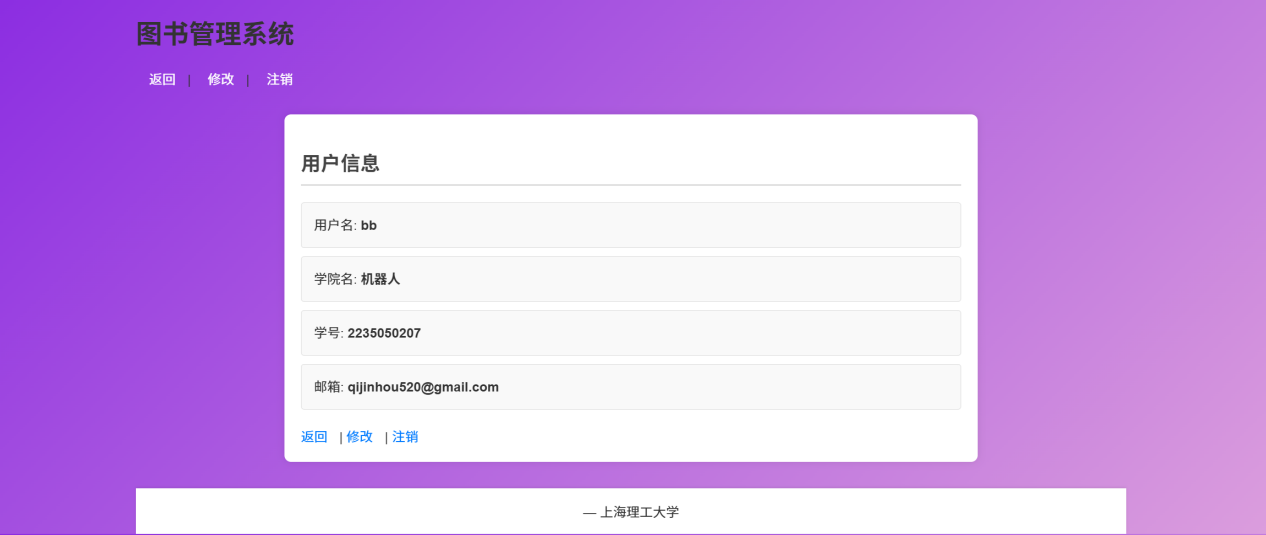 图书管理系统
返回 | 修改 | 注销
用户信息
用户名: bb
学院名: 机器人
学号: 2235050207
邮箱: qijinhou520@gmail.com
返回 | 修改 | 注销
— 上海理工大学